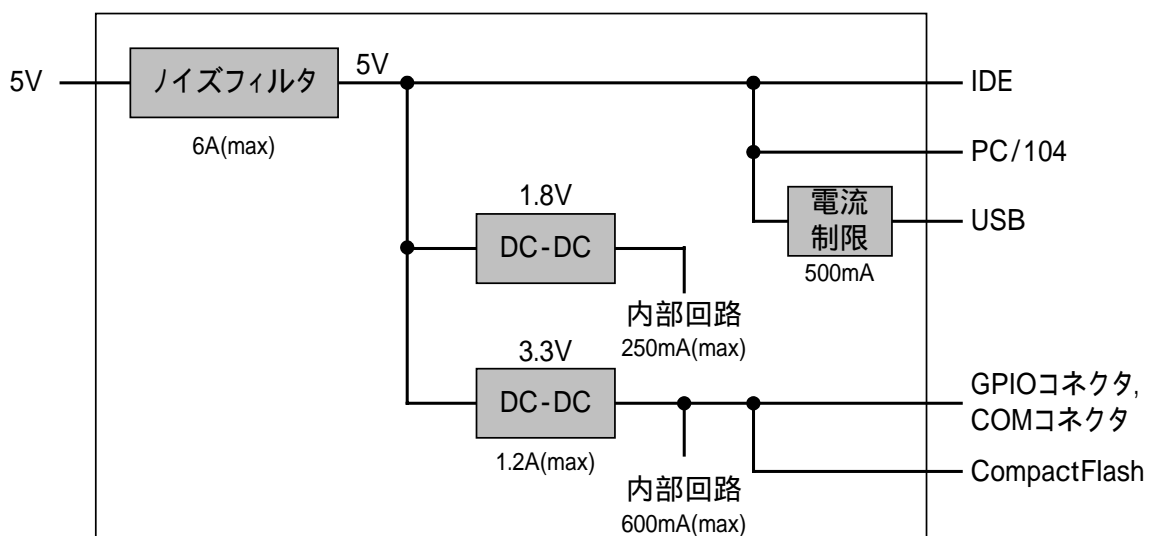 5V
ノイズフィルタ
5V
6A(max)
IDE
PC/104
電流
制限
USB
500mA
1.8V
DC-DC
内部回路
250mA(max)
3.3V
DC-DC
1.2A(max)
GPIOコネクタ,
COMコネクタ
CompactFlash
内部回路
600mA(max)